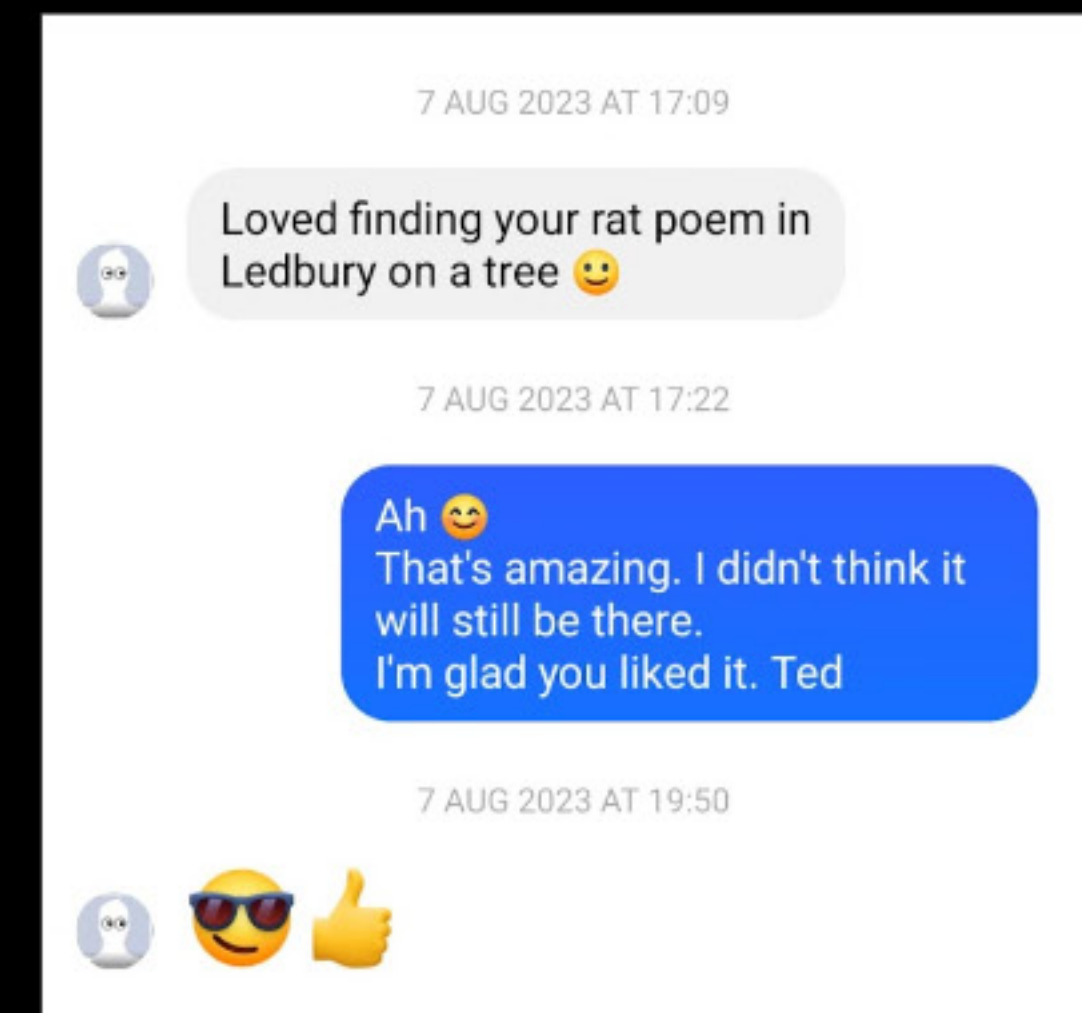 7 AUG 2023 AT 17:09
Loved finding your rat poem in
Ledbury on a tree 🙂
7 AUG 2023 AT 17:22
Ah 😊
That's amazing. I didn't think it
will still be there.
I'm glad you liked it. Ted
7 AUG 2023 AT 19:50
😎👍